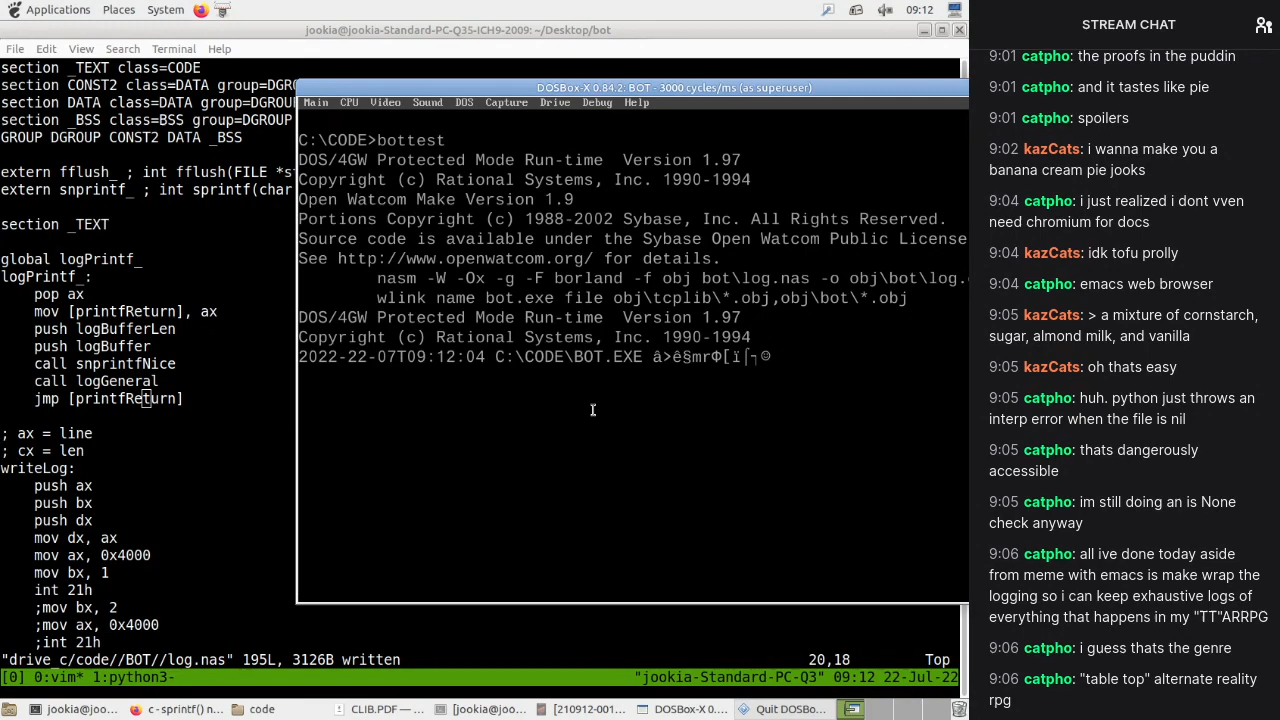 Applications Places System 09:12
jookia@jookia-Standard-PC-Q35-ICH9-2009: ~/Desktop/bot
File Edit View Search Terminal Help
section _TEXT class=CODE
section CONST2 class=DATA group=DGROUP
section DATA class=DATA group=DGROU
section _BSS class=BSS group=DGROUP
GROUP DGROUP CONST2 DATA _BSS
extern fflush_ ; int fflush(FILE *s
extern snprintf_ ; int sprintf(char
section _TEXT
global logPrintf_
logPrintf_:
pop ax
mov [printfReturn], ax
push logBufferLen
push logBuffer
call snprintfNice
call logGeneral
jmp [printfReturn]
; ax = line
; cx = len
writeLog:
push ax
push bx
push dx
mov dx, ax
mov ax, 0x4000
mov bx, 1
int 21h
;mov bx, 2
;mov ax, 0x4000
;int 21h
"drive_c/code//BOT//log.nas" 195L, 3126B written 20,18 Top
[0] 0:vim* 1:python3- "jookia-Standard-PC-Q3" 09:12 22-Jul-22
DOSBox-X 0.84.2: BOT - 3000 cycles/ms (as superuser)
Main CPU Video Sound DOS Capture Drive Debug Help
C:\CODE>bottest
DOS/4GW Protected Mode Run-time Version 1.97
Copyright (c) Rational Systems, Inc. 1990-1994
Open Watcom Make Version 1.9
Portions Copyright (c) 1988-2002 Sybase, Inc. All Rights Reserved.
Source code is available under the Sybase Open Watcom Public License
See http://www.openwatcom.org/ for details.
nasm -W -Ox -g -F borland -f obj bot\log.nas -o obj\bot\log.
wlink name bot.exe file obj\tcplib\*.obj,obj\bot\*.obj
DOS/4GW Protected Mode Run-time Version 1.97
Copyright (c) Rational Systems, Inc. 1990-1994
2022-22-07T09:12:04 C:\CODE\BOT.EXE
jookia@joo... c - sprintf() n... code CLIB.PDF — ... [jookia@joo... [210912-001... DOSBox-X 0.... Quit DOSBo...
STREAM CHAT
9:01 catpho: the proofs in the puddin
9:01 catpho: and it tastes like pie
9:01 catpho: spoilers
9:02 kazCats: i wanna make you a
banana cream pie jooks
9:04 catpho: i just realized i dont vven
need chromium for docs
9:04 kazCats: idk tofu prolly
9:04 catpho: emacs web browser
9:05 kazCats: > a mixture of cornstarch,
sugar, almond milk, and vanilla
9:05 kazCats: oh thats easy
9:05 catpho: huh. python just throws an
interp error when the file is nil
9:05 catpho: thats dangerously
accessible
9:05 catpho: im still doing an is None
check anyway
9:06 catpho: all ive done today aside
from meme with emacs is make wrap the
logging so i can keep exhaustive logs of
everything that happens in my "TT"ARRPG
9:06 catpho: i guess thats the genre
9:06 catpho: "table top" alternate reality
rpg